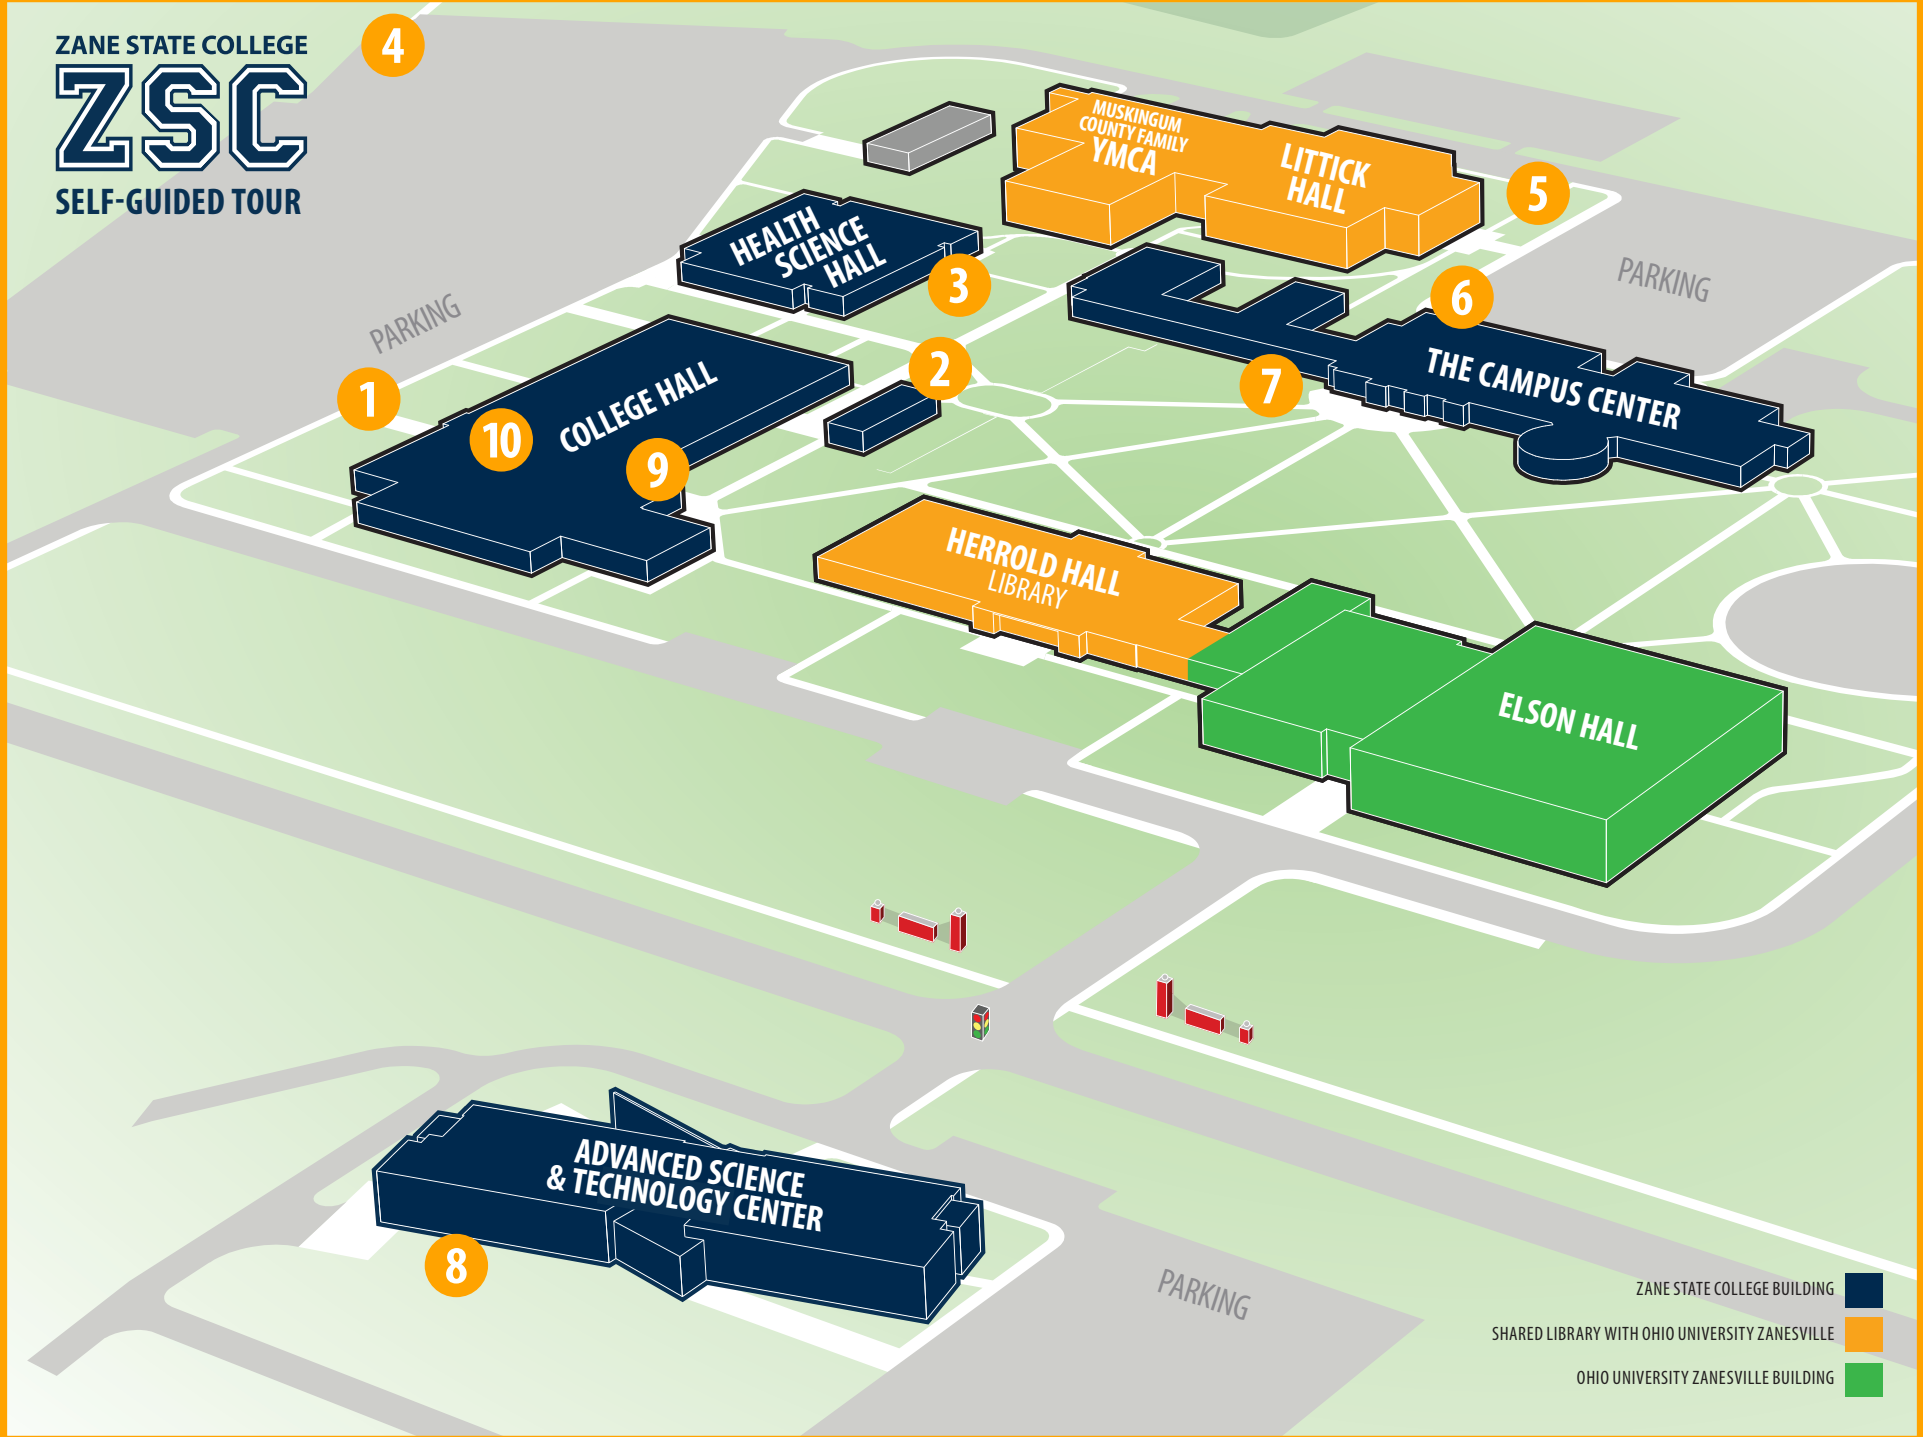 ZANE STATE COLLEGE
ZSC
SELF-GUIDED TOUR
4
MUSKINGUM
COUNTY FAMILY
YMCA
LITTICK
HALL
5
HEALTH
SCIENCE
HALL
3
PARKING
6
PARKING
THE CAMPUS CENTER
7
2
1
COLLEGE HALL
10
9
HERROLD HALL
LIBRARY
ELSON HALL
ADVANCED SCIENCE
& TECHNOLOGY CENTER
8
PARKING
ZANE STATE COLLEGE BUILDING
SHARED LIBRARY WITH OHIO UNIVERSITY ZANESVILLE
OHIO UNIVERSITY ZANESVILLE BUILDING